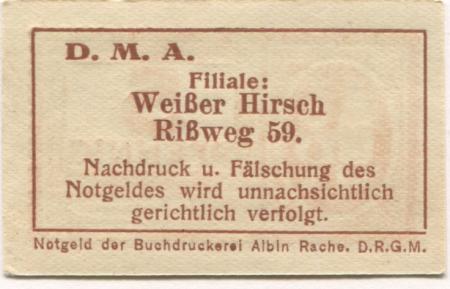 D. M. A.
Filiale:
Weißer Hirsch
Rißweg 59.
Nachdruck u. Fälschung des
Notgeldes wird unnachsichtlich
gerichtlich verfolgt.
Notgeld der Buchdruckerei Albin Rache. D.R.G.M.